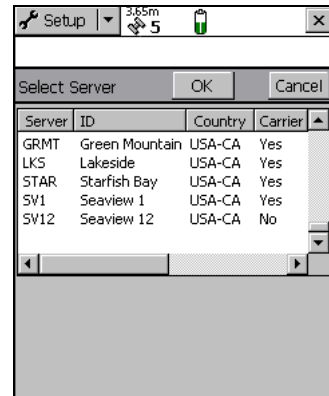 Setup 3.65m 5
Select Server OK Cancel
Server ID Country Carrier
GRMT Green Mountain USA-CA Yes
LKS Lakeside USA-CA Yes
STAR Starfish Bay USA-CA Yes
SV1 Seaview 1 USA-CA Yes
SV12 Seaview 12 USA-CA No